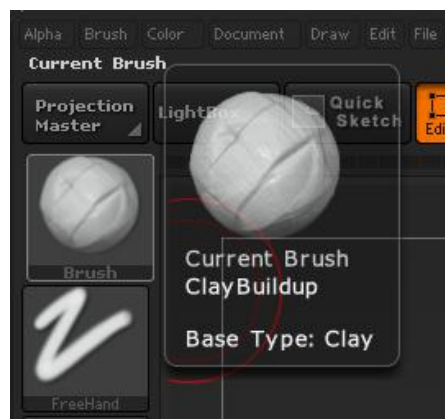 Alpha Brush Color Document Draw Edit File
Current Brush
Projection
Master
LightBox
Quick
Sketch
Edi
Brush
Current Brush
ClayBuildup
Base Type: Clay
FreeHand